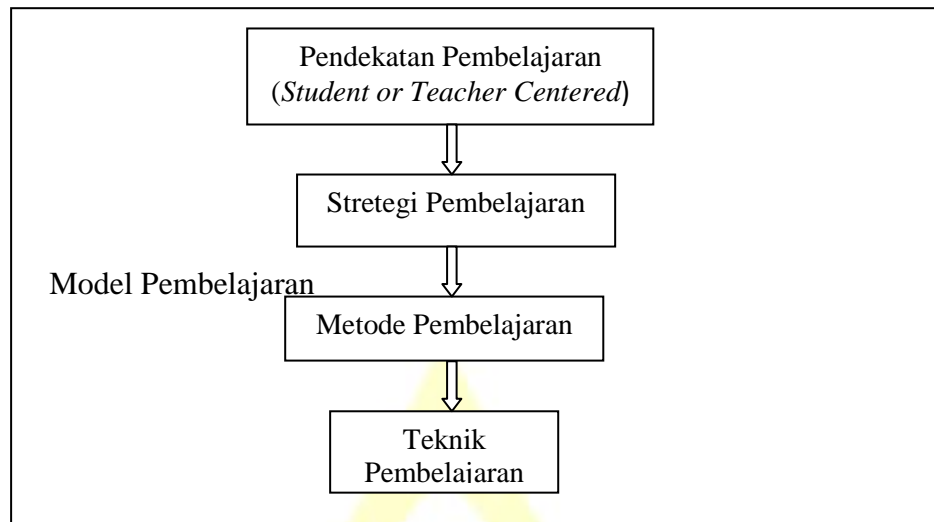 Pendekatan Pembelajaran
(Student or Teacher Centered)
Stretegi Pembelajaran
Model Pembelajaran
Metode Pembelajaran
Teknik
Pembelajaran